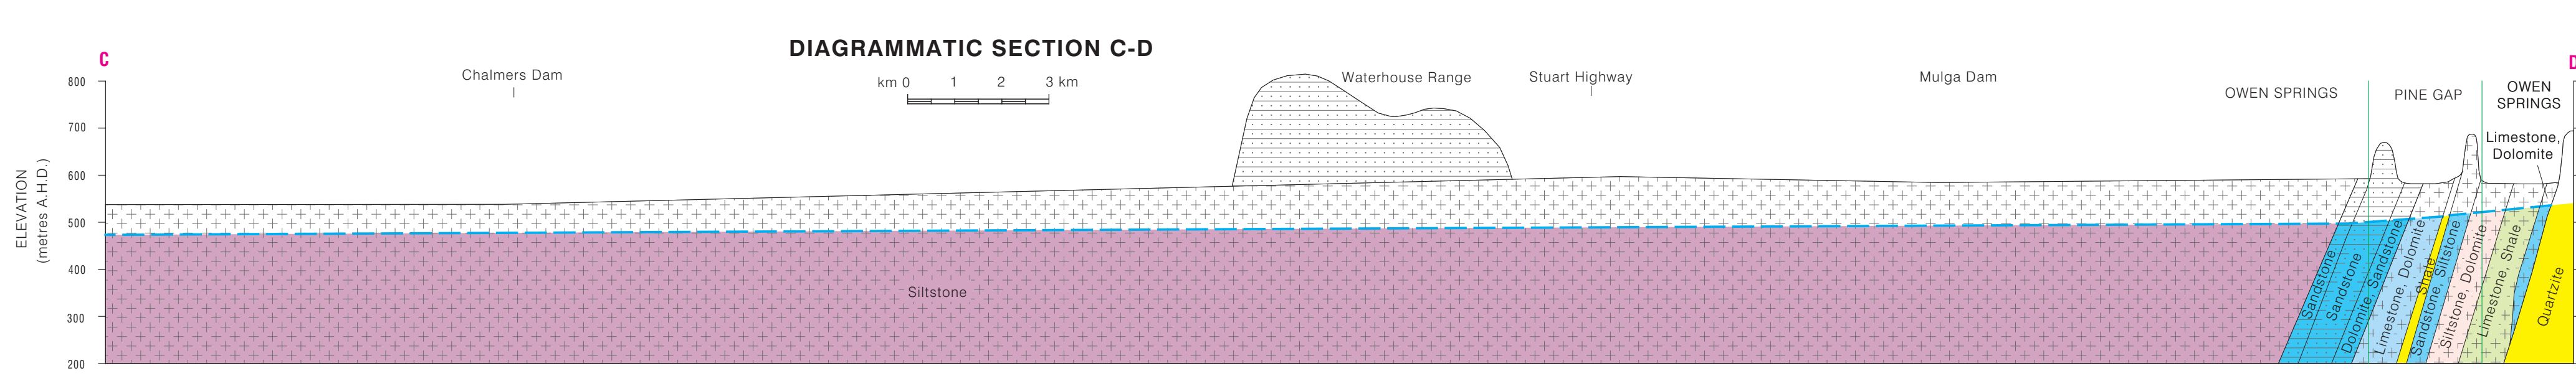 DIAGRAMMATIC SECTION C-D
C
D
Chalmers Dam
km 0 1 2 3 km
Waterhouse Range
Stuart Highway
Mulga Dam
OWEN SPRINGS
PINE GAP
OWEN
SPRINGS
Limestone,
Dolomite
ELEVATION
(metres A.H.D.)
800
700
600
500
400
300
200
Siltstone
Sandstone
Sandstone
Dolomite, Sandstone
Limestone, Dolomite
Shale
Sandstone, Siltstone
Siltstone, Dolomite
Limestone, Shale
Quartzite